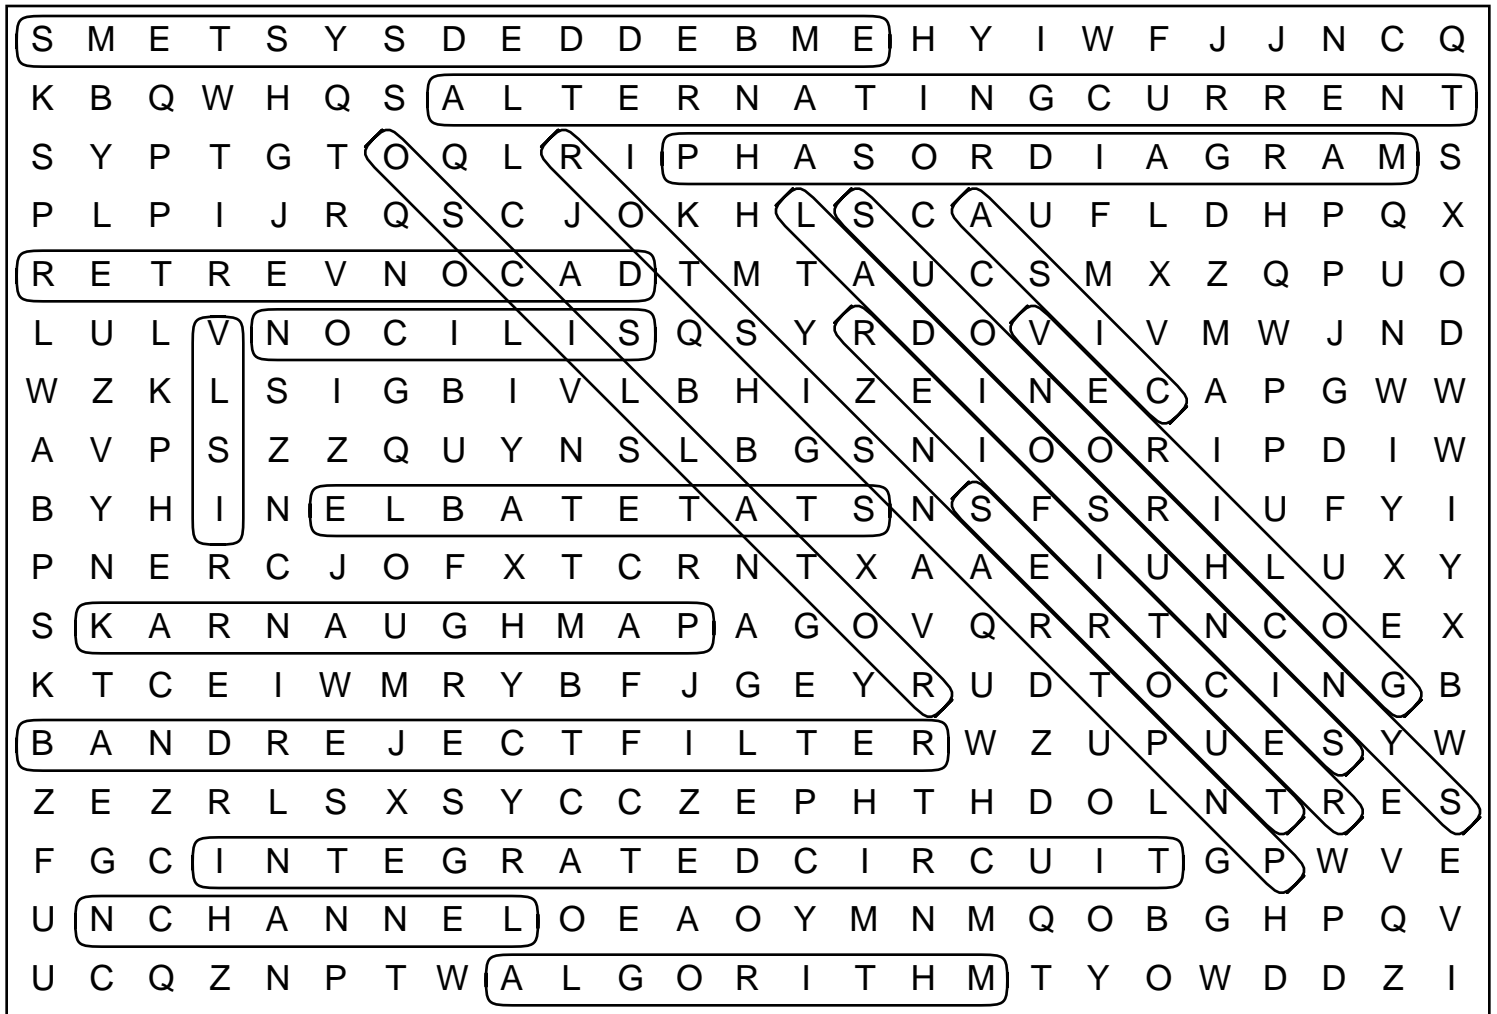 S M E T S Y S D E D D E B M E H Y I W F J J N C Q
K B Q W H Q S A L T E R N A T I N G C U R R E N T
S Y P T G T O Q L R I P H A S O R D I A G R A M S
P L P I J R Q S C J O K H L S C A U F L D H P Q X
R E T R E V N O C A D T M T A U C S M X Z Q P U O
L U L V N O C I L I S Q S Y R D O V I V M W J N D
W Z K L S I G B I V L B H I Z E I N E C A P G W W
A V P S Z Z Q U Y N S L B G S N I O O R I P D I W
B Y H I N E L B A T E T A T S N S F S R I U F Y I
P N E R C J O F X T C R N T X A A E I U H L U X Y
S K A R N A U G H M A P A G O V Q R R T N C O E X
K T C E I W M R Y B F J G E Y R U D T O C I N G B
B A N D R E J E C T F I L T E R W Z U P U E S Y W
Z E Z R L S X S Y C C Z E P H T H D O L N T R E S
F G C I N T E G R A T E D C I R C U I T G P W V E
U N C H A N N E L O E A O Y M N M Q O B G H P Q V
U C Q Z N P T W A L G O R I T H M T Y O W D D Z I